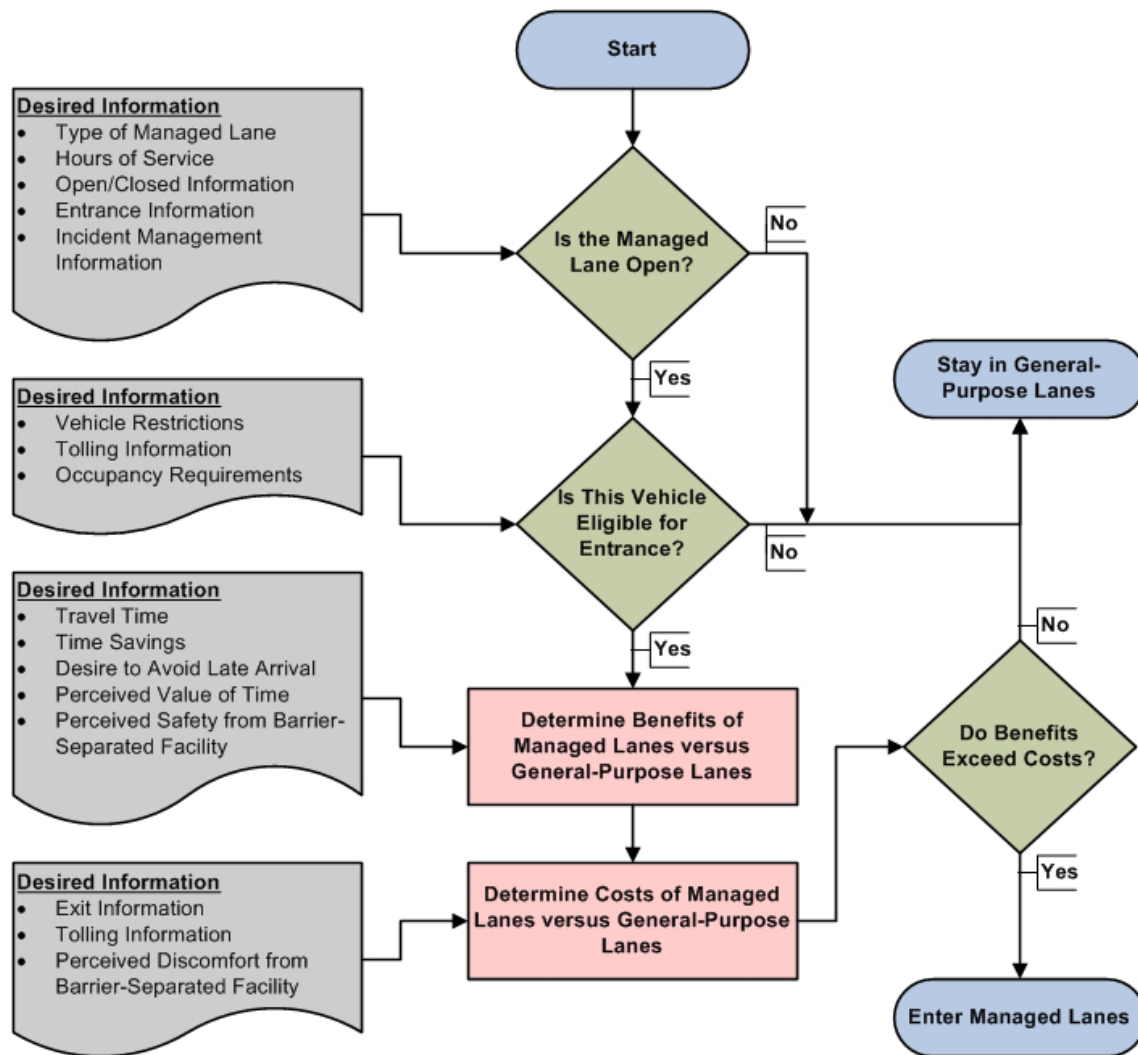 Start
Desired Information
• Type of Managed Lane
• Hours of Service
• Open/Closed Information
• Entrance Information
• Incident Management
Information
Is the Managed
Lane Open?
No
Yes
Stay in General-
Purpose Lanes
Desired Information
• Vehicle Restrictions
• Tolling Information
• Occupancy Requirements
Is This Vehicle
Eligible for
Entrance?
No
Yes
Desired Information
• Travel Time
• Time Savings
• Desire to Avoid Late Arrival
• Perceived Value of Time
• Perceived Safety from Barrier-
Separated Facility
Determine Benefits of
Managed Lanes versus
General-Purpose Lanes
No
Do Benefits
Exceed Costs?
Yes
Desired Information
• Exit Information
• Tolling Information
• Perceived Discomfort from
Barrier-Separated Facility
Determine Costs of Managed
Lanes versus General-Purpose
Lanes
Enter Managed Lanes